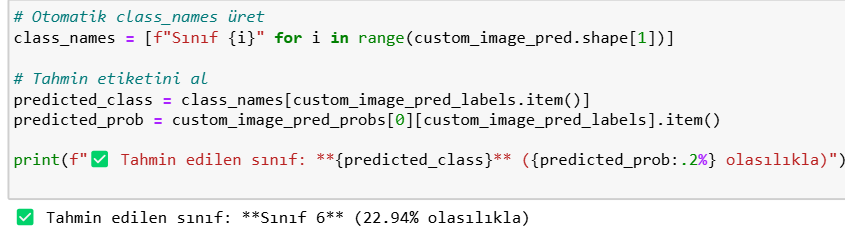 # Otomatik class_names üret
class_names = [f"Sınıf {i}" for i in range(custom_image_pred.shape[1])]
# Tahmin etiketini al
predicted_class = class_names[custom_image_pred_labels.item()]
predicted_prob = custom_image_pred_probs[0][custom_image_pred_labels].item()
print(f"✅ Tahmin edilen sınıf: **{predicted_class}** ({predicted_prob:.2%} olasılıkla)")
✅ Tahmin edilen sınıf: **Sınıf 6** (22.94% olasılıkla)